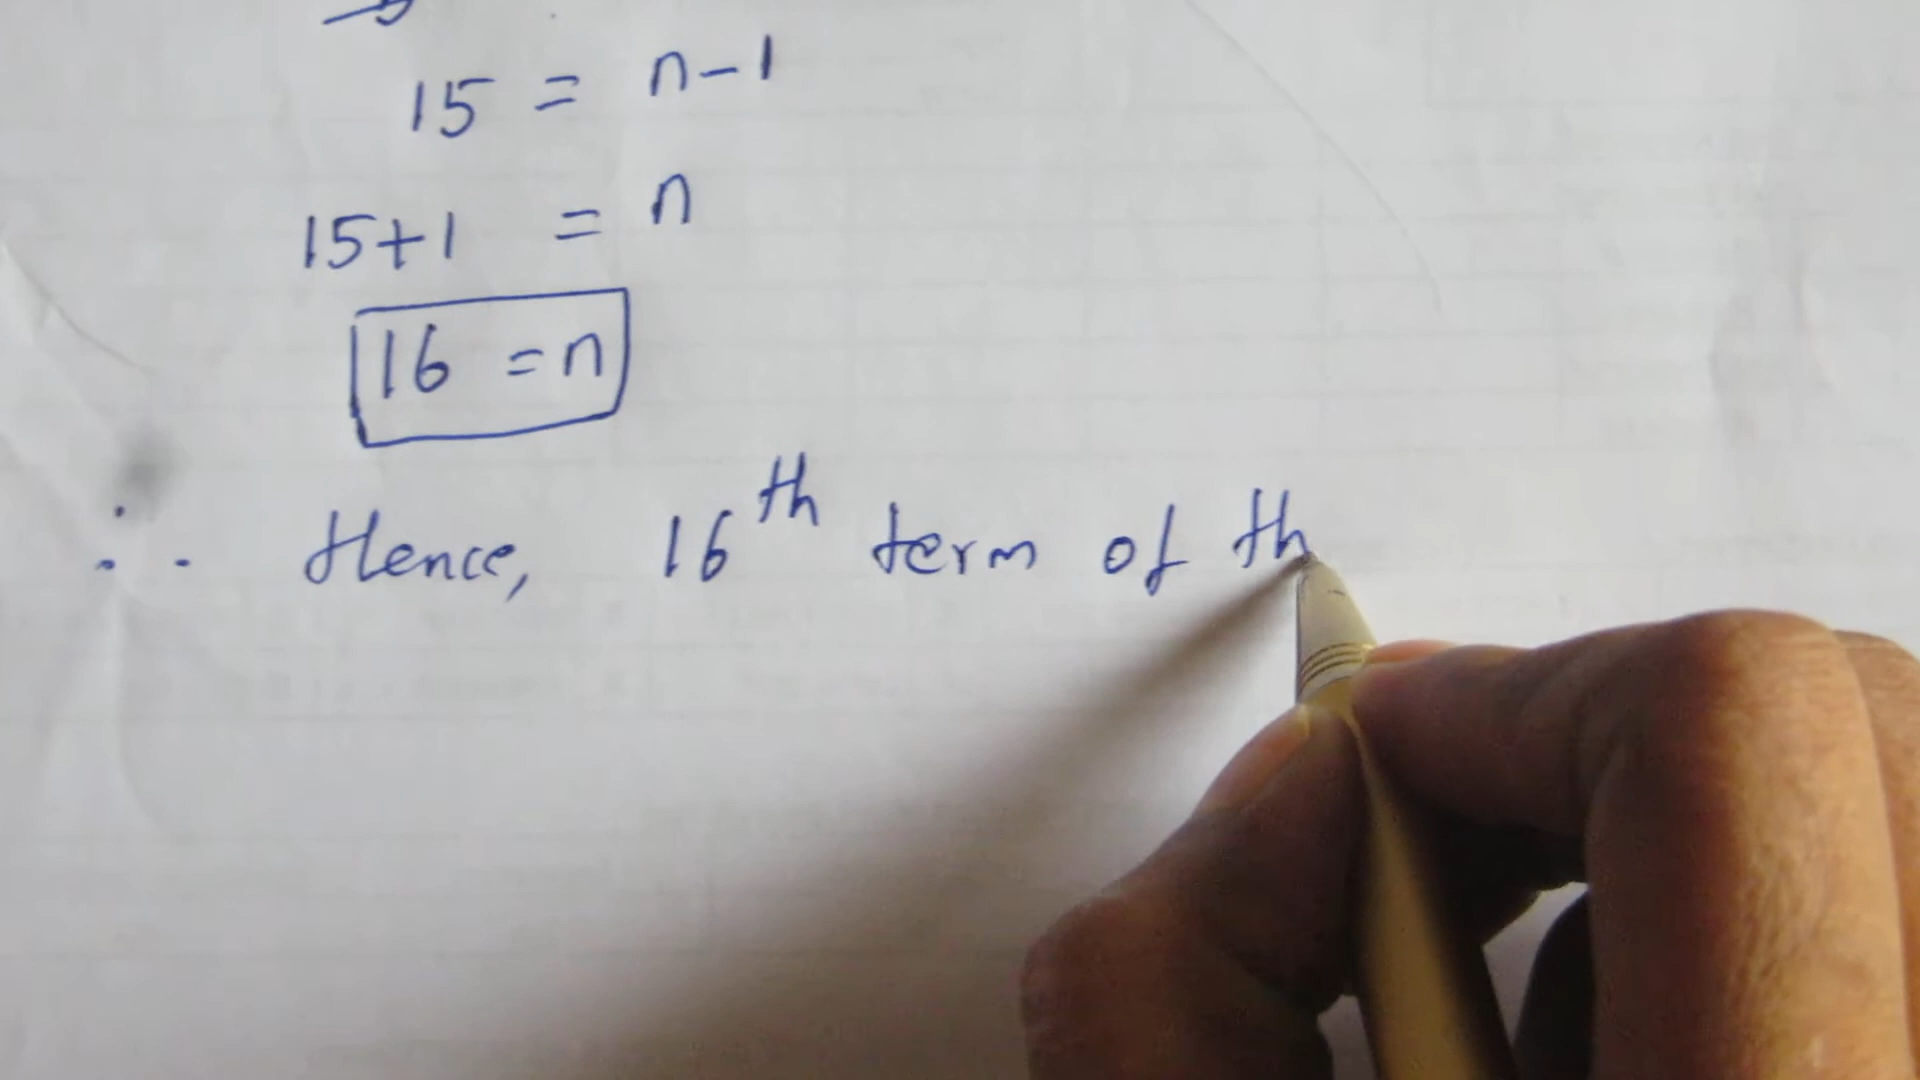 15 = n-1
15+1 = n
16 = n
∴ Hence, 16th term of th